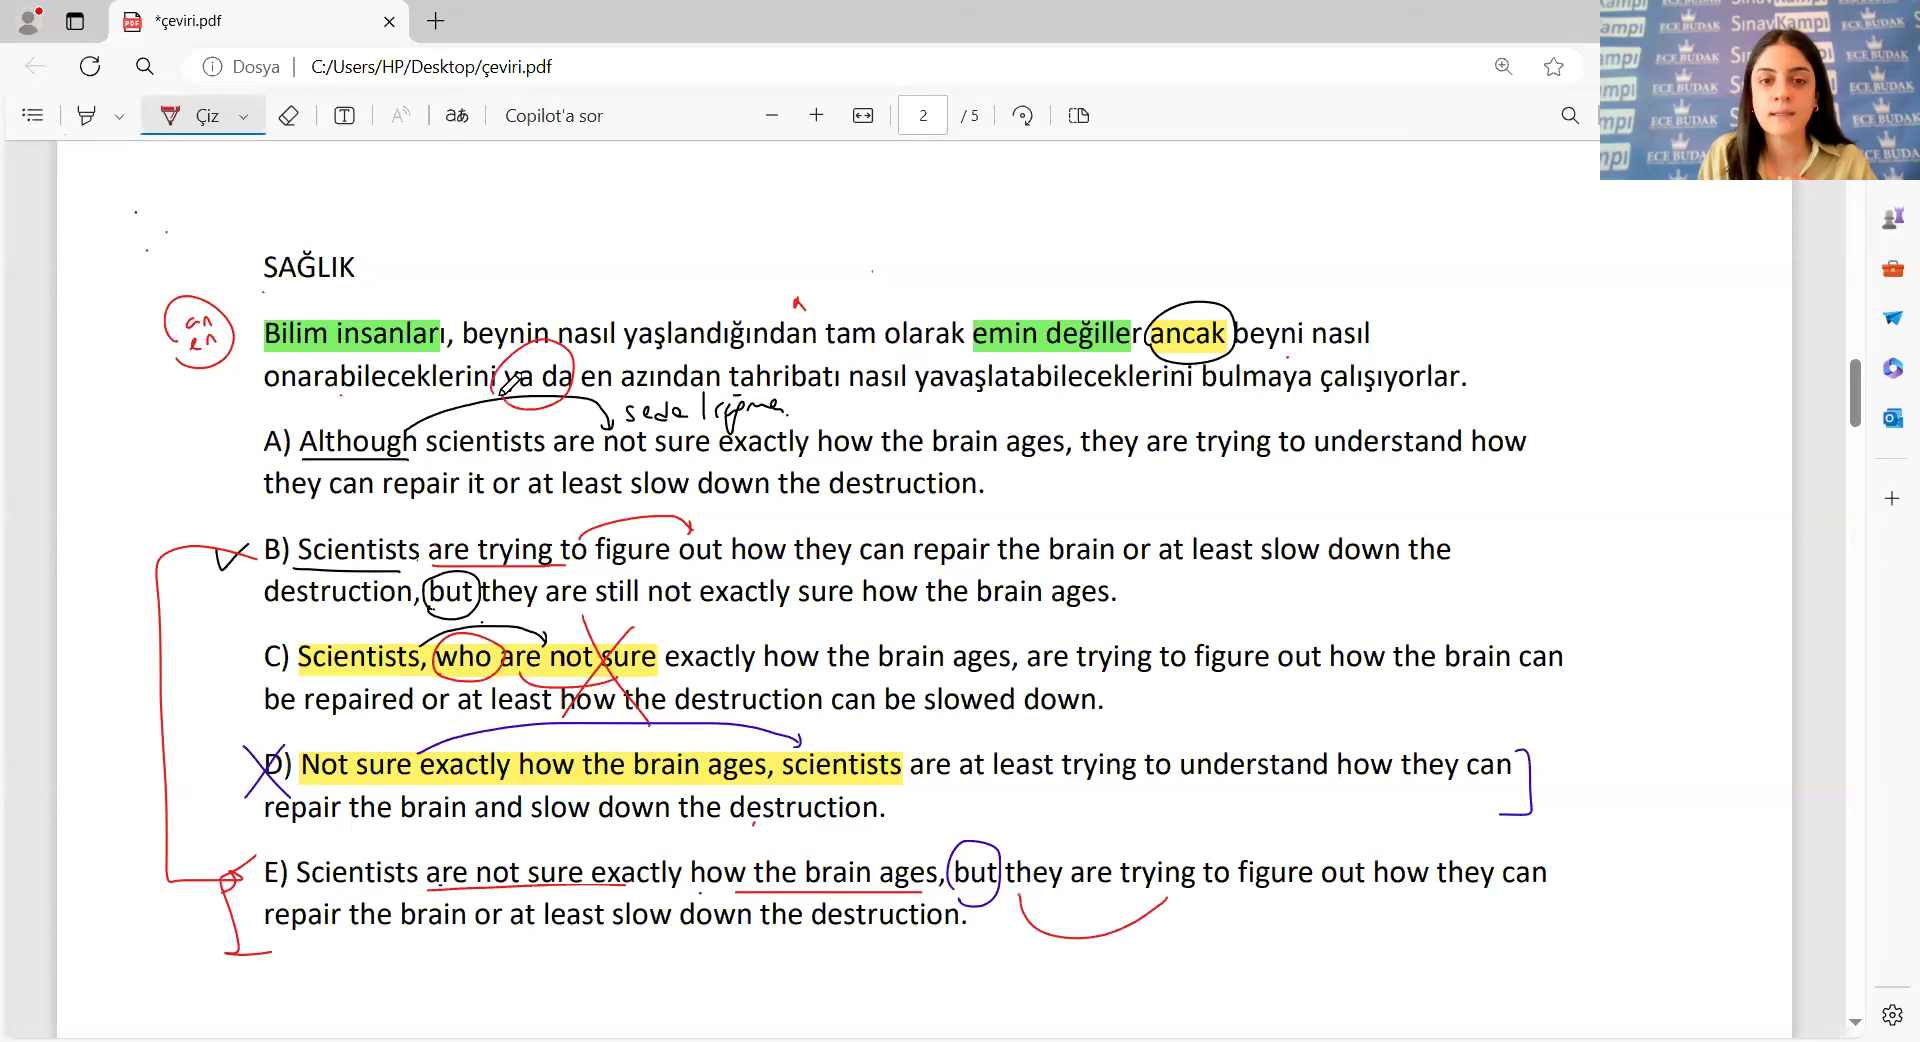 *çeviri.pdf
Dosya | C:/Users/HP/Desktop/çeviri.pdf
Çiz
aあ
Copilot'a sor
2 / 5
SınavKampı
ECE BUDAK
SAĞLIK
an
en
Bilim insanları, beynin nasıl yaşlandığından tam olarak emin değiller ancak beyni nasıl
onarabileceklerini ya da en azından tahribatı nasıl yavaşlatabileceklerini bulmaya çalışıyorlar.
A) Although scientists are not sure exactly how the brain ages, they are trying to understand how
they can repair it or at least slow down the destruction.
B) Scientists are trying to figure out how they can repair the brain or at least slow down the
destruction, but they are still not exactly sure how the brain ages.
C) Scientists, who are not sure exactly how the brain ages, are trying to figure out how the brain can
be repaired or at least how the destruction can be slowed down.
D) Not sure exactly how the brain ages, scientists are at least trying to understand how they can
repair the brain and slow down the destruction.
E) Scientists are not sure exactly how the brain ages, but they are trying to figure out how they can
repair the brain or at least slow down the destruction.